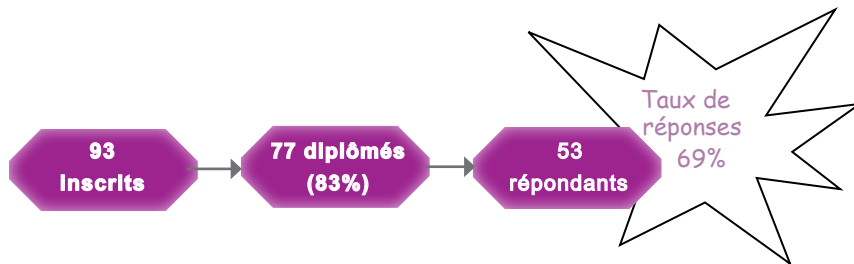 93
inscrits
77 diplômés
(83%)
53
répondants
Taux de
réponses
69%